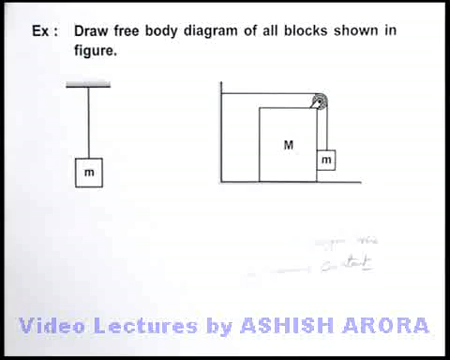 Ex : Draw free body diagram of all blocks shown in
figure.
m
M
m
Video Lectures by ASHISH ARORA